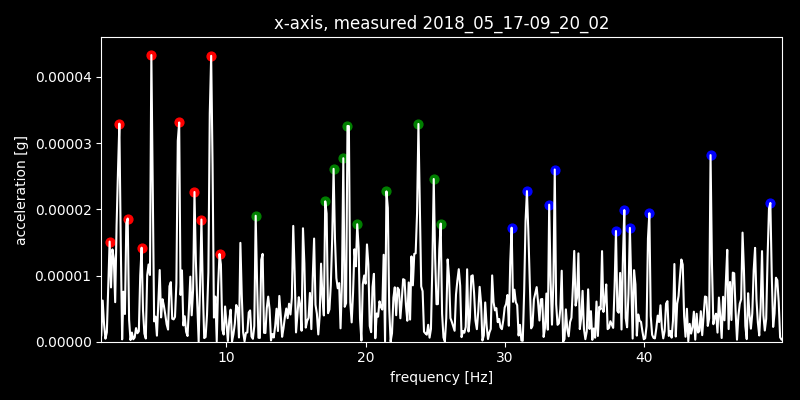 x-axis, measured 2018_05_17-09_20_02
0.00004
0.00003
0.00002
0.00001
0.00000
acceleration [g]
10 20 30 40
frequency [Hz]